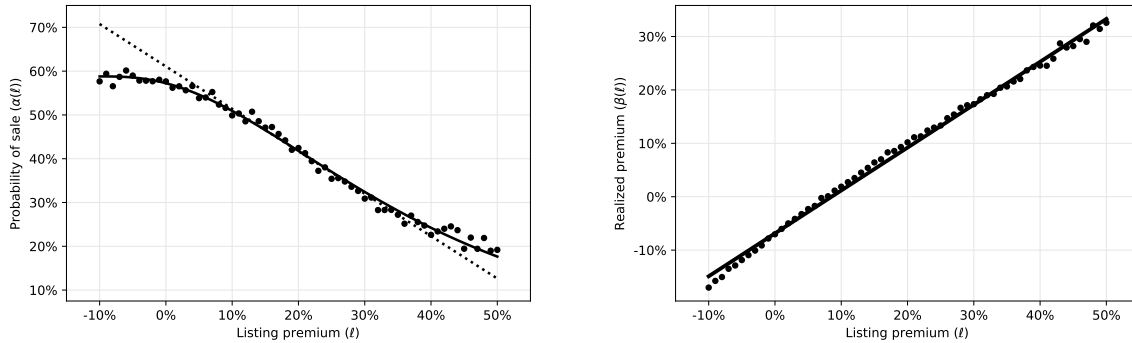 70%
60%
50%
40%
30%
20%
10%
Probability of sale (α(ℓ))
-10% 0% 10% 20% 30% 40% 50%
Listing premium (ℓ)
30%
20%
10%
0%
-10%
Realized premium (β(ℓ))
-10% 0% 10% 20% 30% 40% 50%
Listing premium (ℓ)